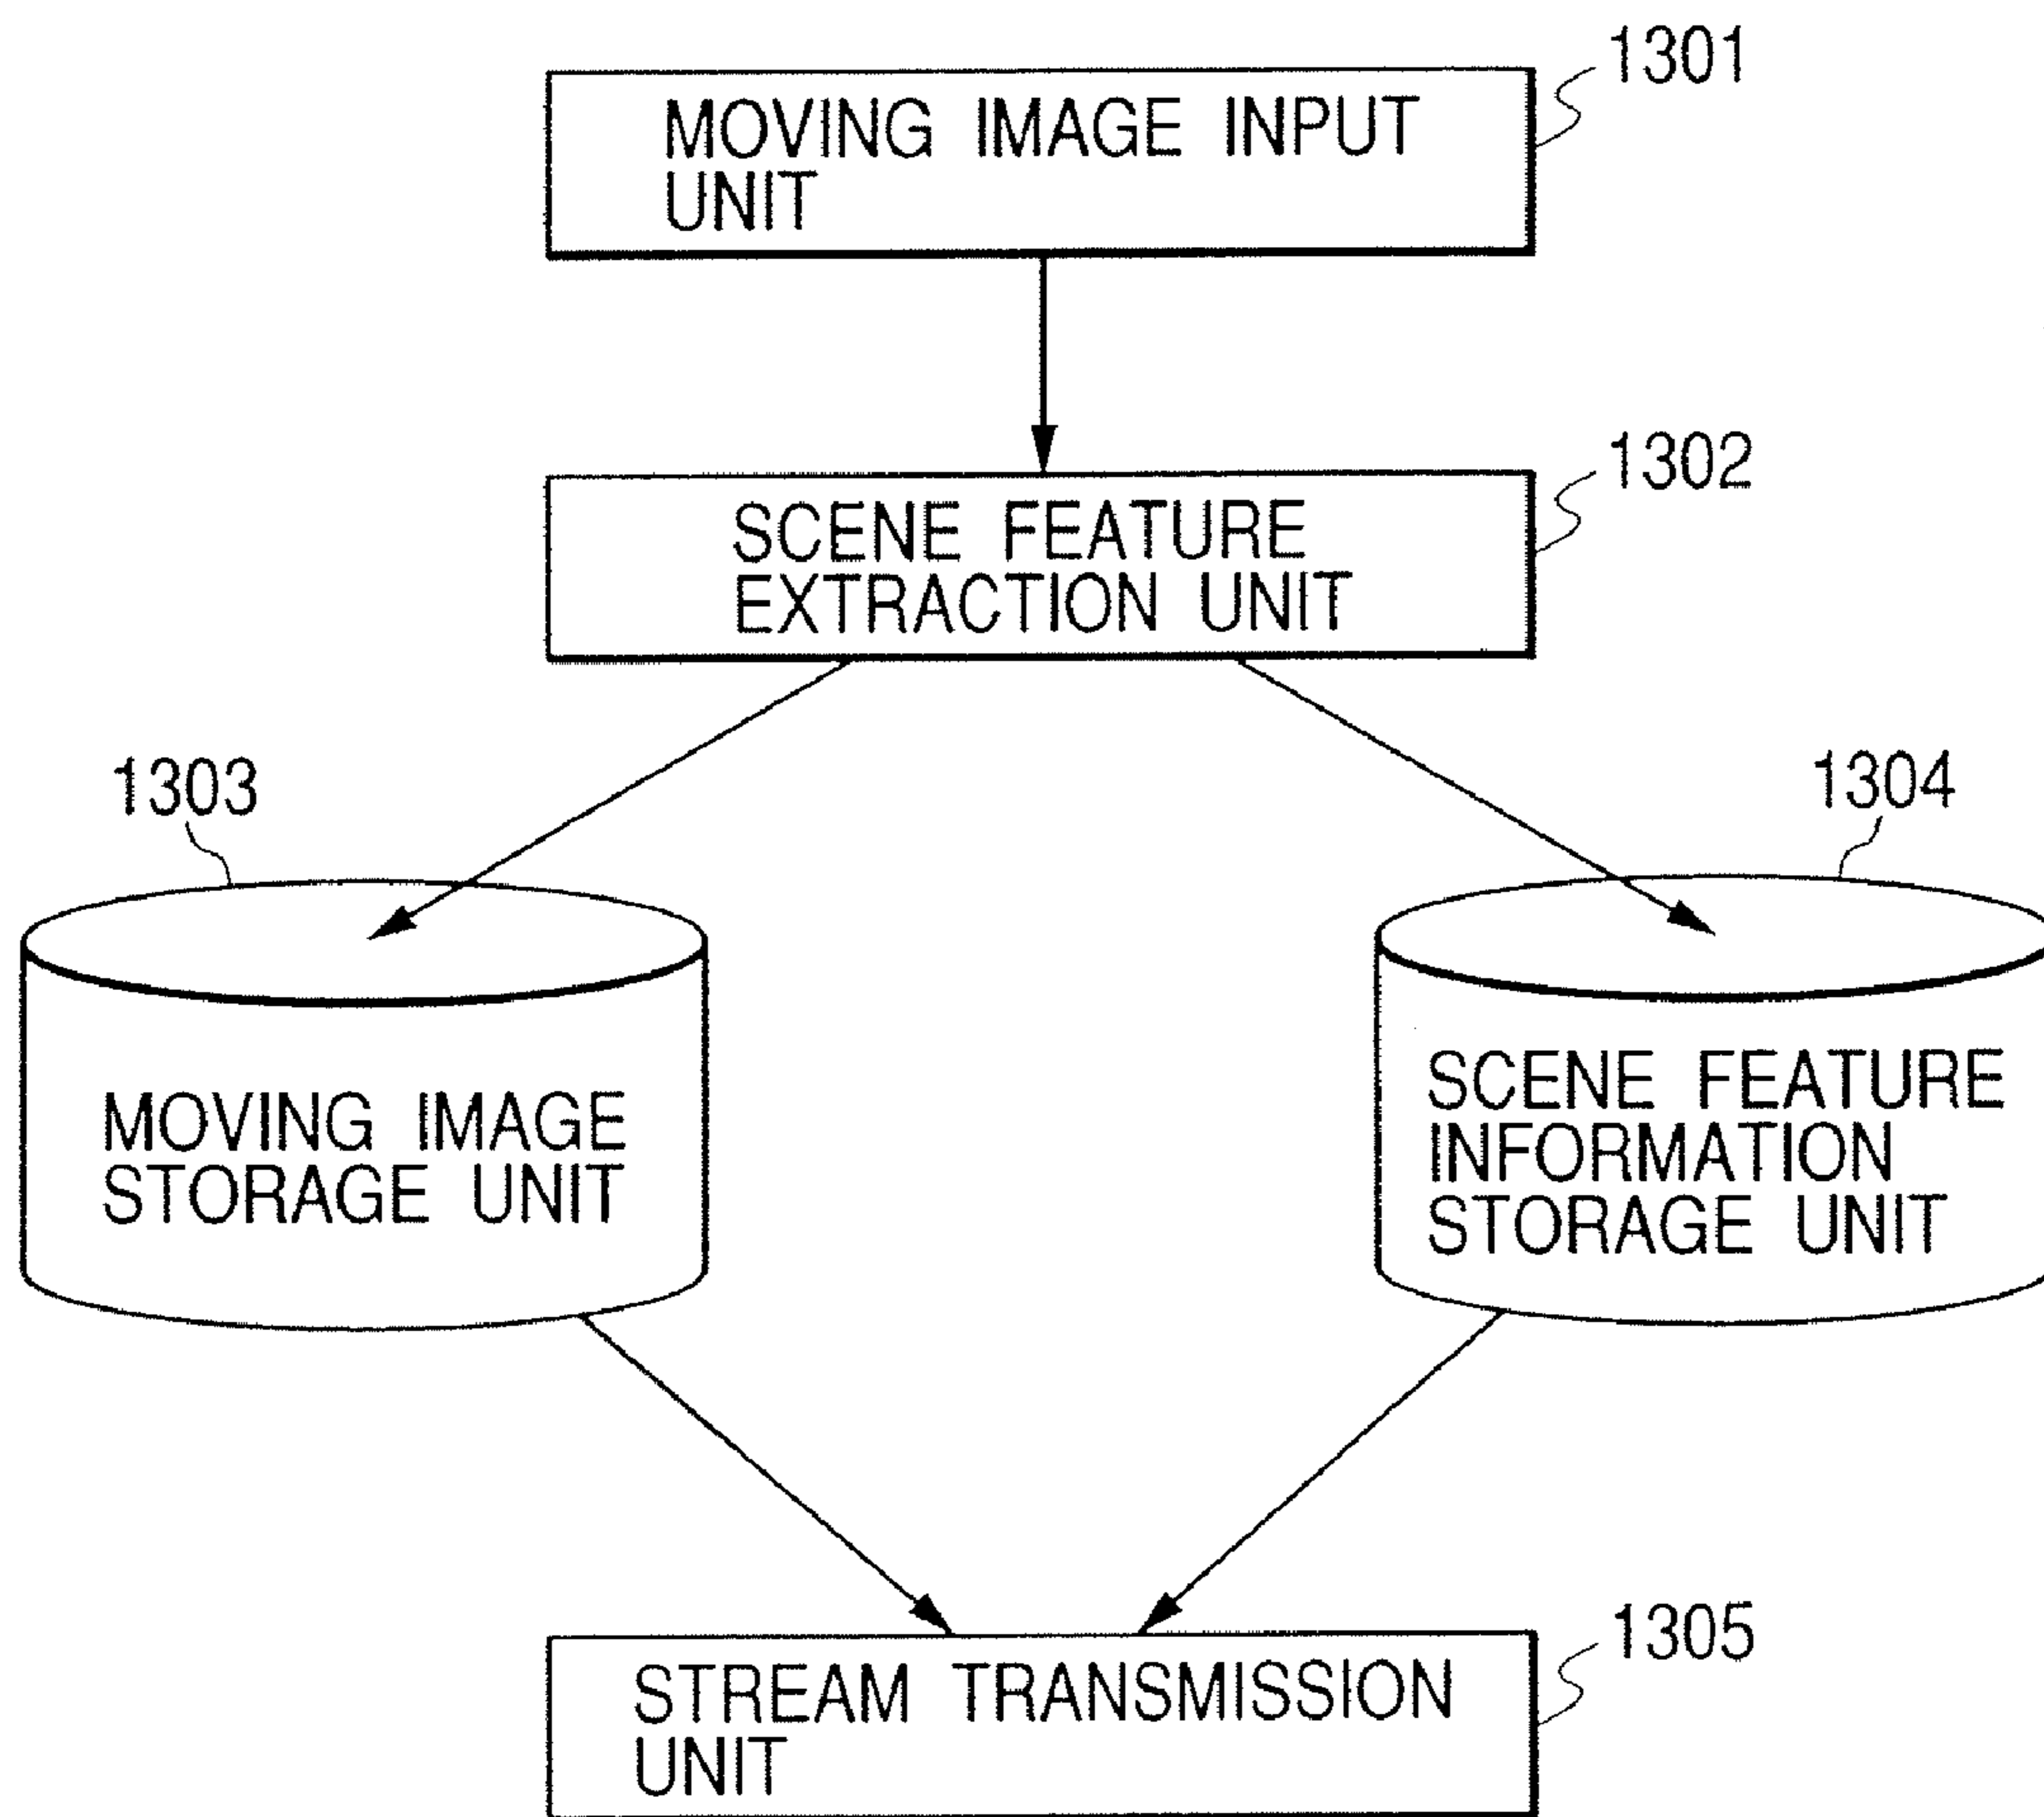 1301
MOVING IMAGE INPUT
UNIT
1302
SCENE FEATURE
EXTRACTION UNIT
1303
1304
MOVING IMAGE
STORAGE UNIT
SCENE FEATURE
INFORMATION
STORAGE UNIT
1305
STREAM TRANSMISSION
UNIT